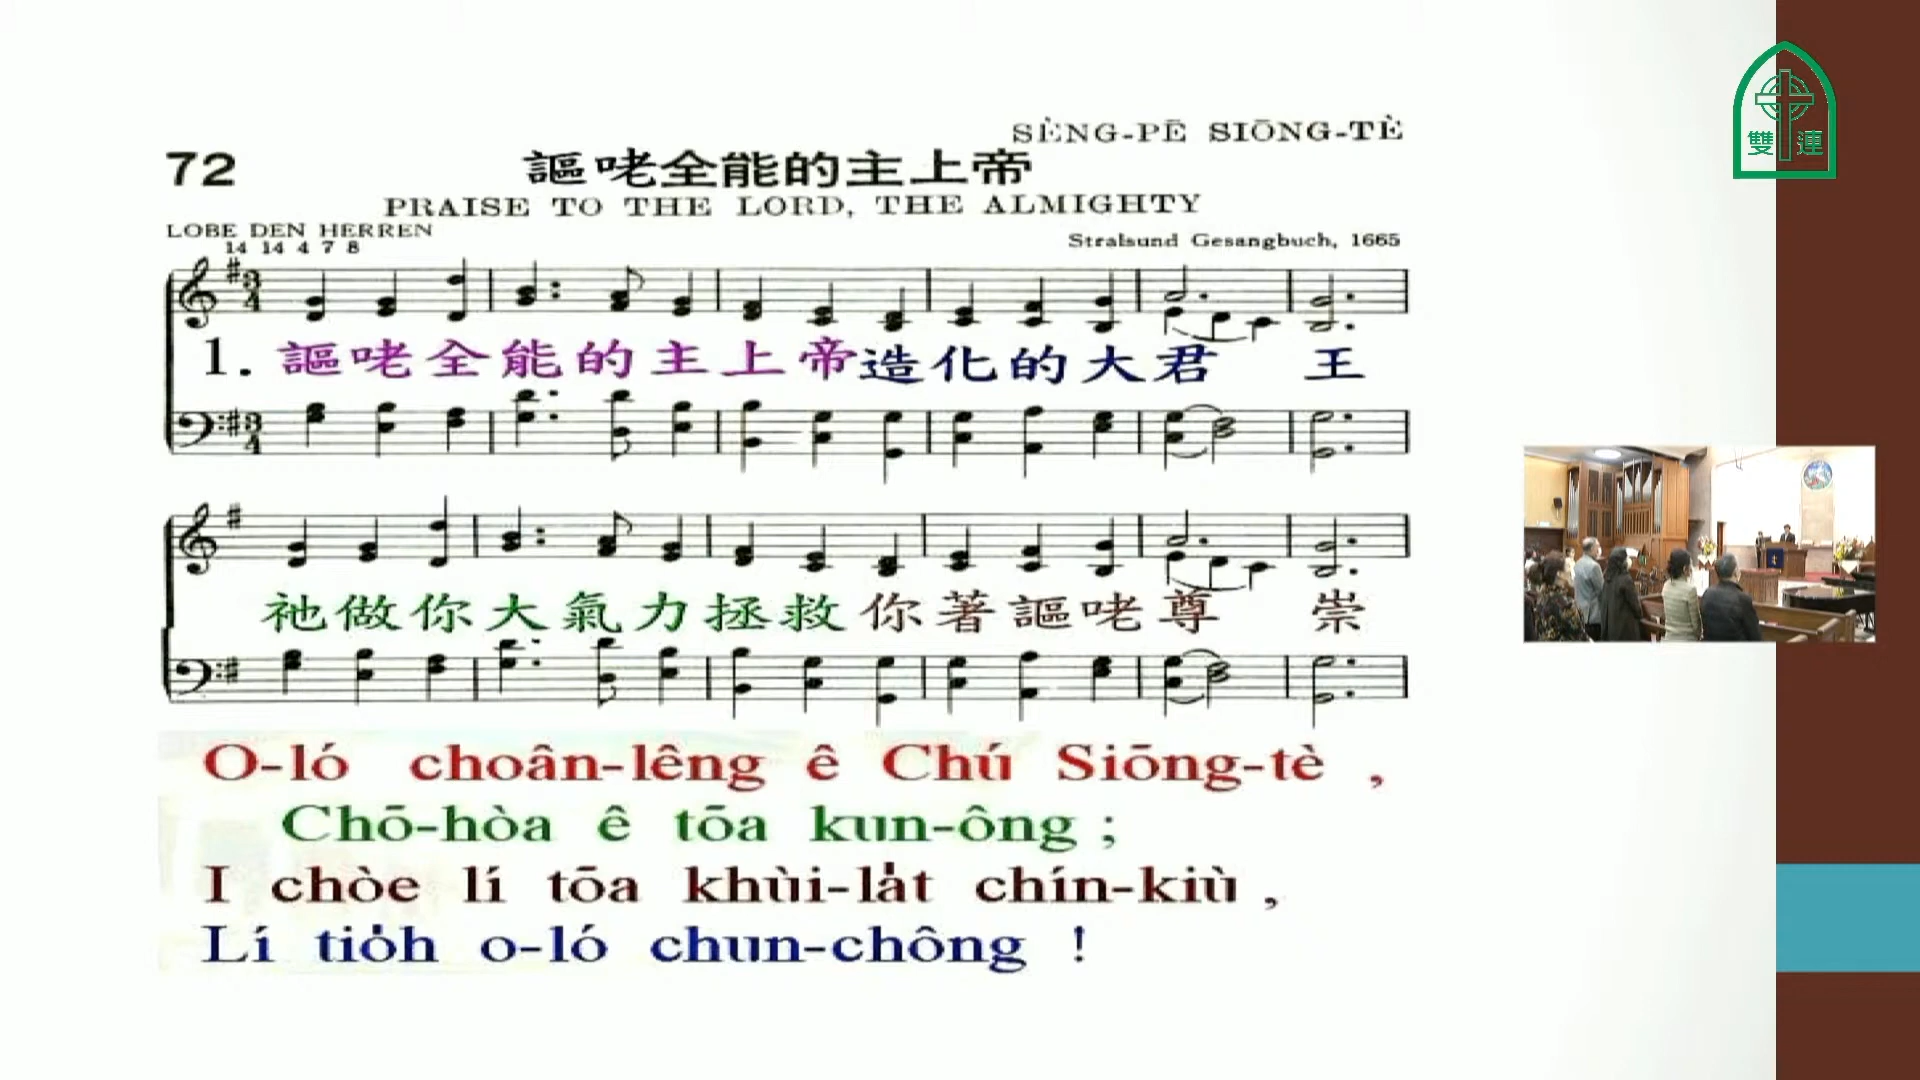 SÈNG-PĒ SIŌNG-TÈ
72 謳咾全能的主上帝
PRAISE TO THE LORD, THE ALMIGHTY
LOBE DEN HERREN
14 14 4 7 8
Stralsund Gesangbuch, 1665
1. 謳咾全能的主上帝造化的大君王
祂做你大氣力拯救你著謳咾尊崇
O-ló choân-lêng ê Chú Siōng-tè ,
Chō-hòa ê tōa kun-ông ;
I chòe lí tōa khùi-la̍t chín-kiù ,
Lí tio̍h o-ló chun-chông !
雙連